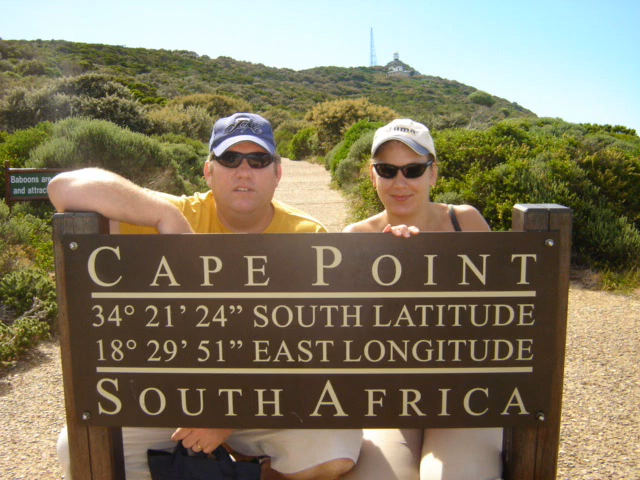 CAPE POINT
34° 21' 24" SOUTH LATITUDE
18° 29' 51" EAST LONGITUDE
SOUTH AFRICA
Baboons are
and attract